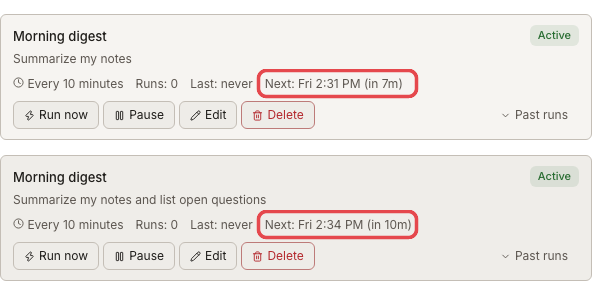 Morning digest
Active
Summarize my notes
Every 10 minutes Runs: 0 Last: never Next: Fri 2:31 PM (in 7m)
Run now Pause Edit Delete Past runs
Morning digest
Active
Summarize my notes and list open questions
Every 10 minutes Runs: 0 Last: never Next: Fri 2:34 PM (in 10m)
Run now Pause Edit Delete Past runs